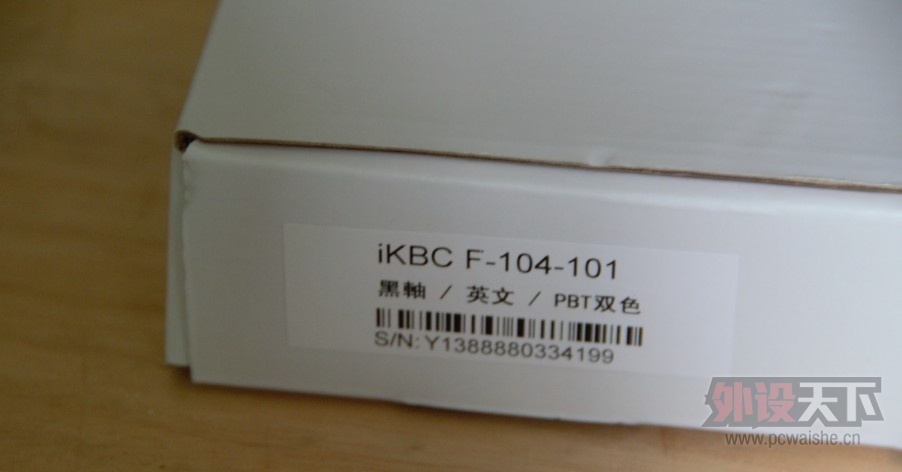 iKBC F-104-101
黑軸 / 英文 / PBT双色
S/N: Y1388880334199
外设天下
www.pcwaishe.cn